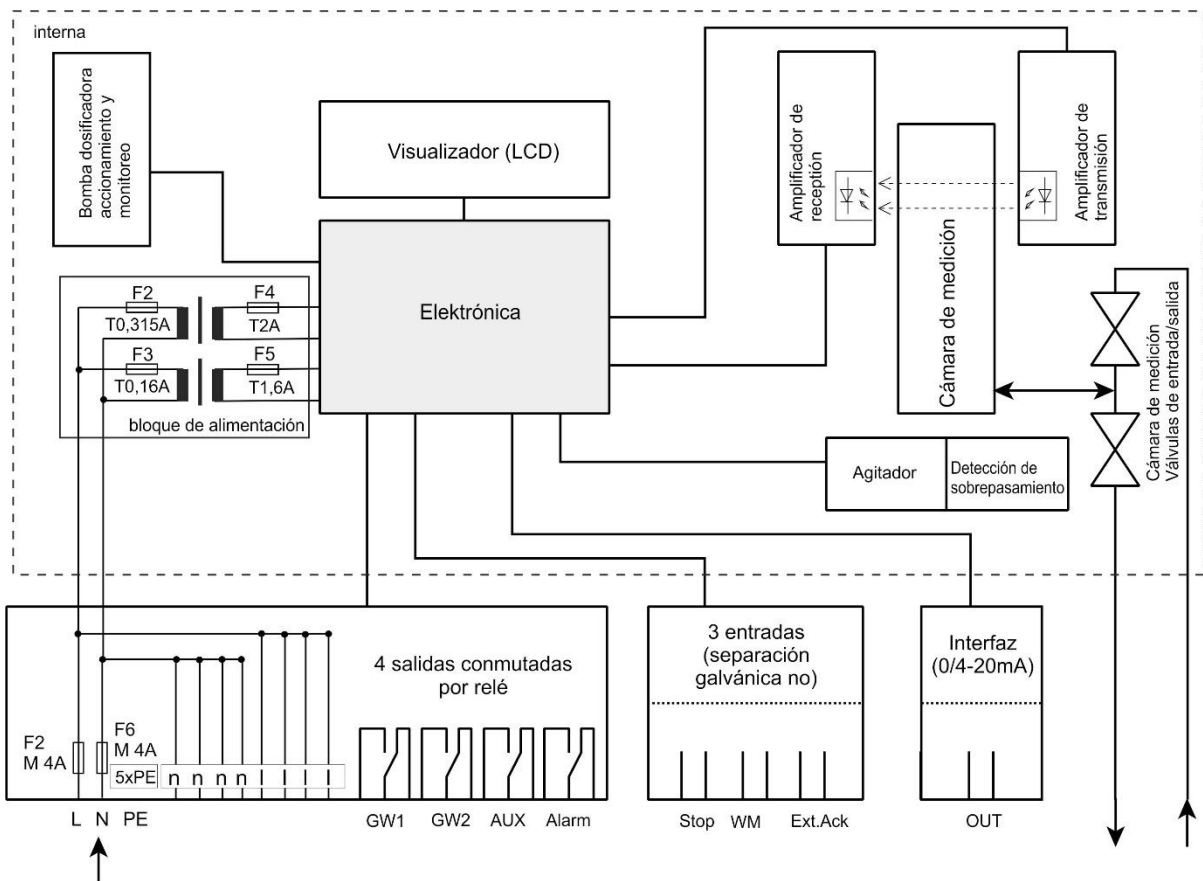 interna
Bomba dosificadora
accionamiento y
monitoreo
Visualizador (LCD)
Amplificador de
receptión
Cámara de medición
Amplificador de
transmisión
Elektrónica
F2
T0,315A
F4
T2A
F3
T0,16A
F5
T1,6A
bloque de alimentación
Cámara de medición
Válvulas de entrada/salida
Agitador
Detección de
sobrepasamiento
4 salidas conmutadas
por relé
F2
M 4A
F6
M 4A
5xPE
n n n n l l l l
3 entradas
(separación
galvánica no)
Interfaz
(0/4-20mA)
L N PE
GW1 GW2 AUX Alarm
Stop WM Ext.Ack
OUT